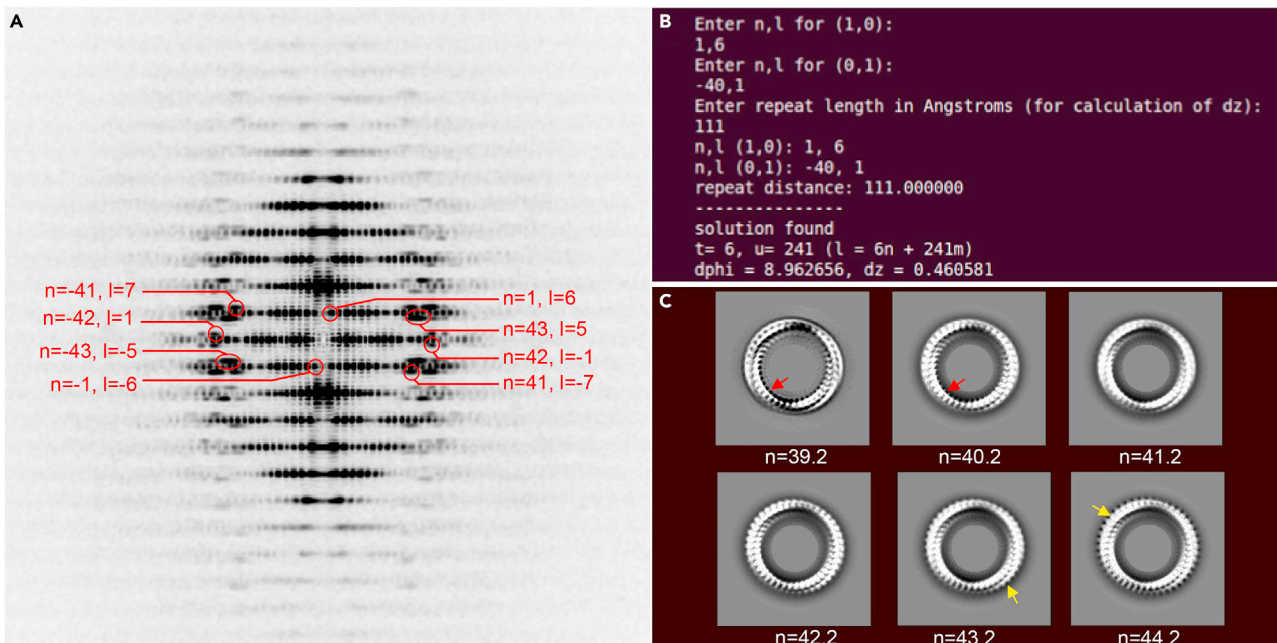 A
n=-41, l=7
n=-42, l=1
n=-43, l=-5
n=-1, l=-6
n=1, l=6
n=43, l=5
n=42, l=-1
n=41, l=-7
B
Enter n,l for (1,0):
1,6
Enter n,l for (0,1):
-40,1
Enter repeat length in Angstroms (for calculation of dz):
111
n,l (1,0): 1, 6
n,l (0,1): -40, 1
repeat distance: 111.000000
---------------
solution found
t= 6, u= 241 (l = 6n + 241m)
dphi = 8.962656, dz = 0.460581
C
n=39.2
n=40.2
n=41.2
n=42.2
n=43.2
n=44.2